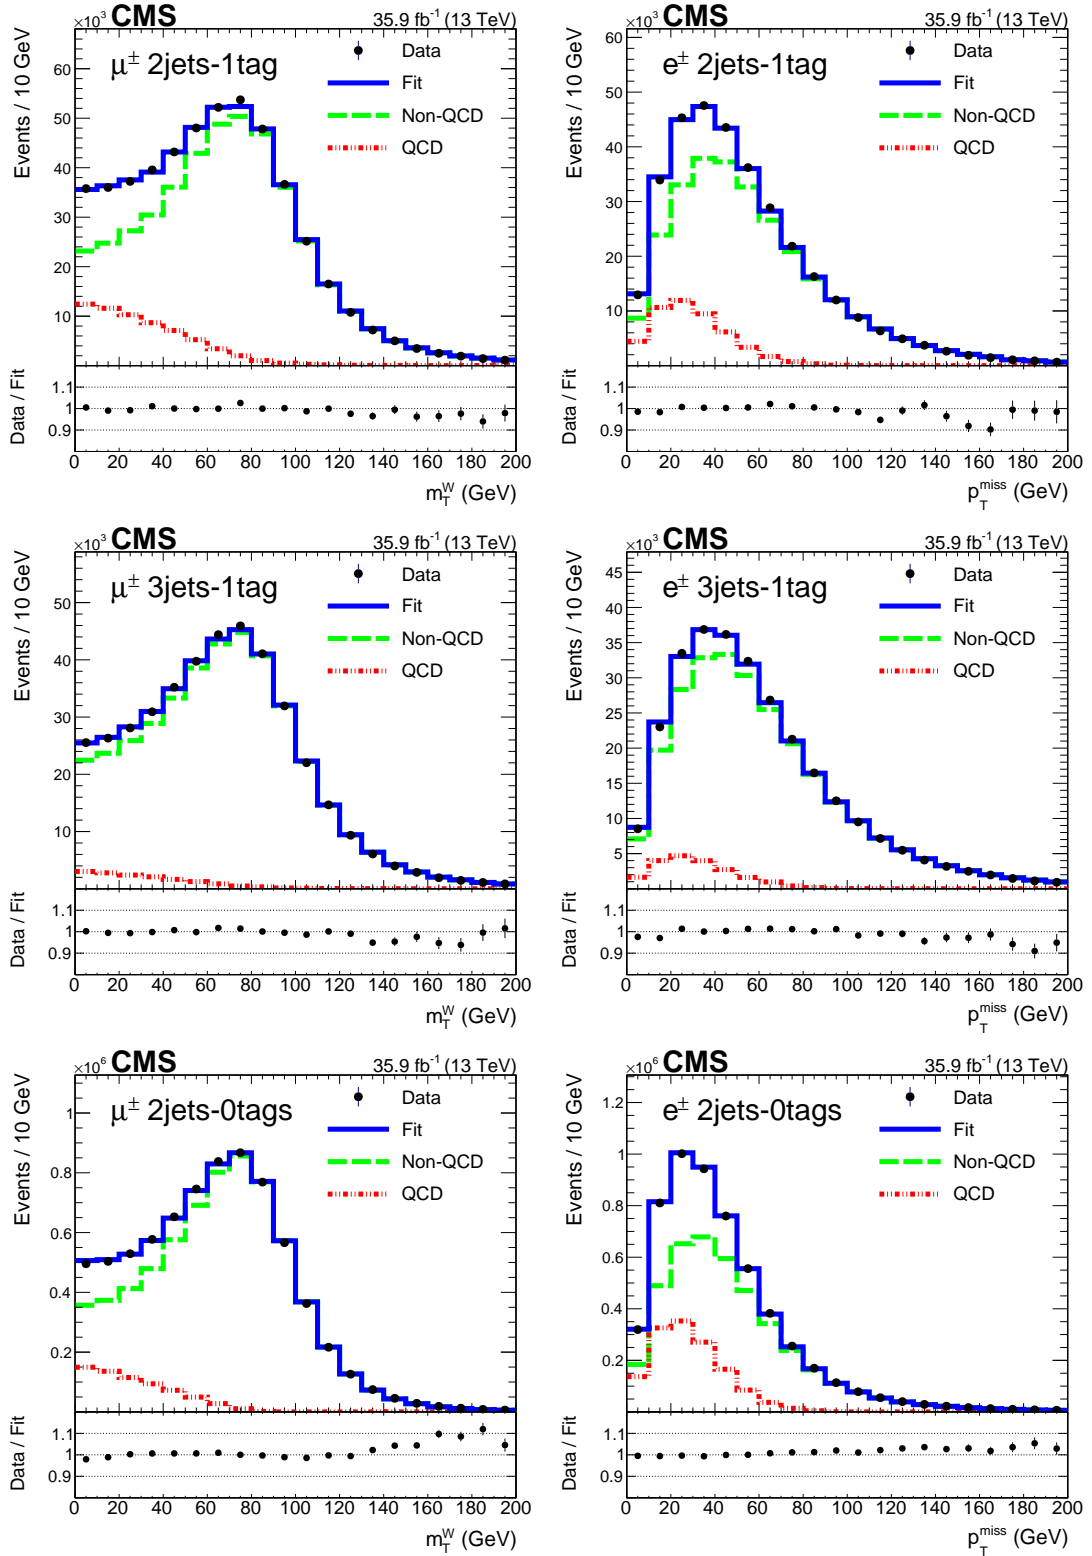 ×10³ CMS 35.9 fb⁻¹ (13 TeV)
μ± 2jets-1tag
Data
Fit
Non-QCD
QCD
Events / 10 GeV
60
50
40
30
20
10
Data / Fit
1.1
1
0.9
0 20 40 60 80 100 120 140 160 180 200
m_T^W (GeV)
×10³ CMS 35.9 fb⁻¹ (13 TeV)
e± 2jets-1tag
Data
Fit
Non-QCD
QCD
Events / 10 GeV
60
50
40
30
20
10
Data / Fit
1.1
1
0.9
0 20 40 60 80 100 120 140 160 180 200
p_T^miss (GeV)
×10³ CMS 35.9 fb⁻¹ (13 TeV)
μ± 3jets-1tag
Data
Fit
Non-QCD
QCD
Events / 10 GeV
50
40
30
20
10
Data / Fit
1.1
1
0.9
0 20 40 60 80 100 120 140 160 180 200
m_T^W (GeV)
×10³ CMS 35.9 fb⁻¹ (13 TeV)
e± 3jets-1tag
Data
Fit
Non-QCD
QCD
Events / 10 GeV
45
40
35
30
25
20
15
10
5
Data / Fit
1.1
1
0.9
0 20 40 60 80 100 120 140 160 180 200
p_T^miss (GeV)
×10⁶ CMS 35.9 fb⁻¹ (13 TeV)
μ± 2jets-0tags
Data
Fit
Non-QCD
QCD
Events / 10 GeV
1
0.8
0.6
0.4
0.2
Data / Fit
1.1
1
0.9
0 20 40 60 80 100 120 140 160 180 200
m_T^W (GeV)
×10⁶ CMS 35.9 fb⁻¹ (13 TeV)
e± 2jets-0tags
Data
Fit
Non-QCD
QCD
Events / 10 GeV
1.2
1
0.8
0.6
0.4
0.2
Data / Fit
1.1
1
0.9
0 20 40 60 80 100 120 140 160 180 200
p_T^miss (GeV)